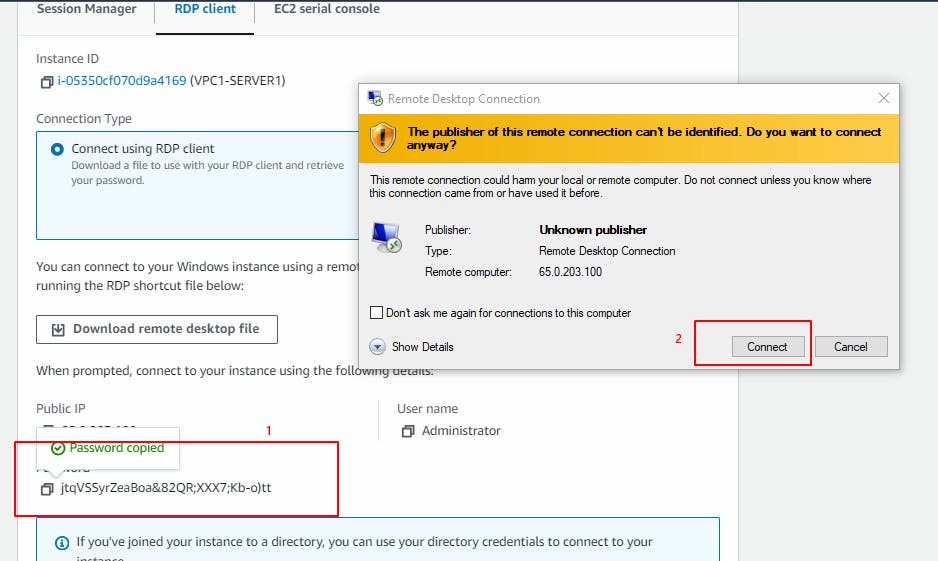 Session Manager
RDP client
EC2 serial console
Instance ID
i-05350cf070d9a4169 (VPC1-SERVER1)
Connection Type
Connect using RDP client
Download a file to use with your RDP client and retrieve
your password.
You can connect to your Windows instance using a remot
running the RDP shortcut file below:
Download remote desktop file
When prompted, connect to your instance using the following details:
Public IP
User name
Administrator
Password copied
jtqVSSyrZeaBoa&82QR;XXX7;Kb-o)tt
If you've joined your instance to a directory, you can use your directory credentials to connect to your
instance.
1
Remote Desktop Connection
The publisher of this remote connection can't be identified. Do you want to connect
anyway?
This remote connection could harm your local or remote computer. Do not connect unless you know where
this connection came from or have used it before.
Publisher:
Unknown publisher
Type:
Remote Desktop Connection
Remote computer:
65.0.203.100
Don't ask me again for connections to this computer
Show Details
2
Connect
Cancel